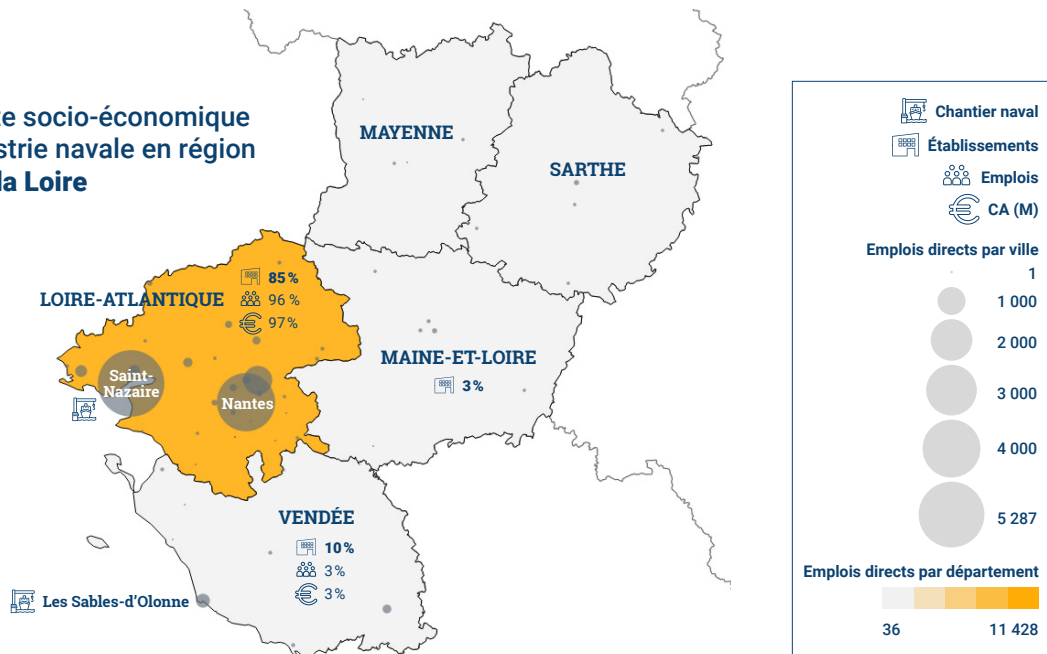 socio-économique
navale en région
la Loire
MAYENNE
SARTHE
LOIRE-ATLANTIQUE
85 %
96 %
97%
MAINE-ET-LOIRE
3 %
Saint-
Nazaire
Nantes
VENDÉE
10 %
3 %
3 %
Les Sables-d'Olonne
Chantier naval
Établissements
Emplois
CA (M)
Emplois directs par ville
1
1 000
2 000
3 000
4 000
5 287
Emplois directs par département
36
11 428